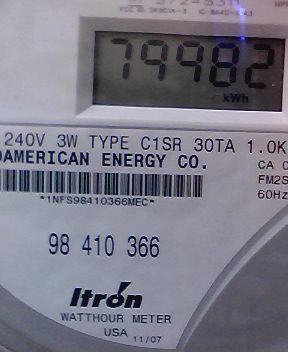 79982
kWh
240V 3W TYPE C1SR 30TA 1.0K
AMERICAN ENERGY CO.
CA
FM2S
60Hz
*1NFS98410366MEC*
98 410 366
Itron
WATTHOUR METER
USA 11/07